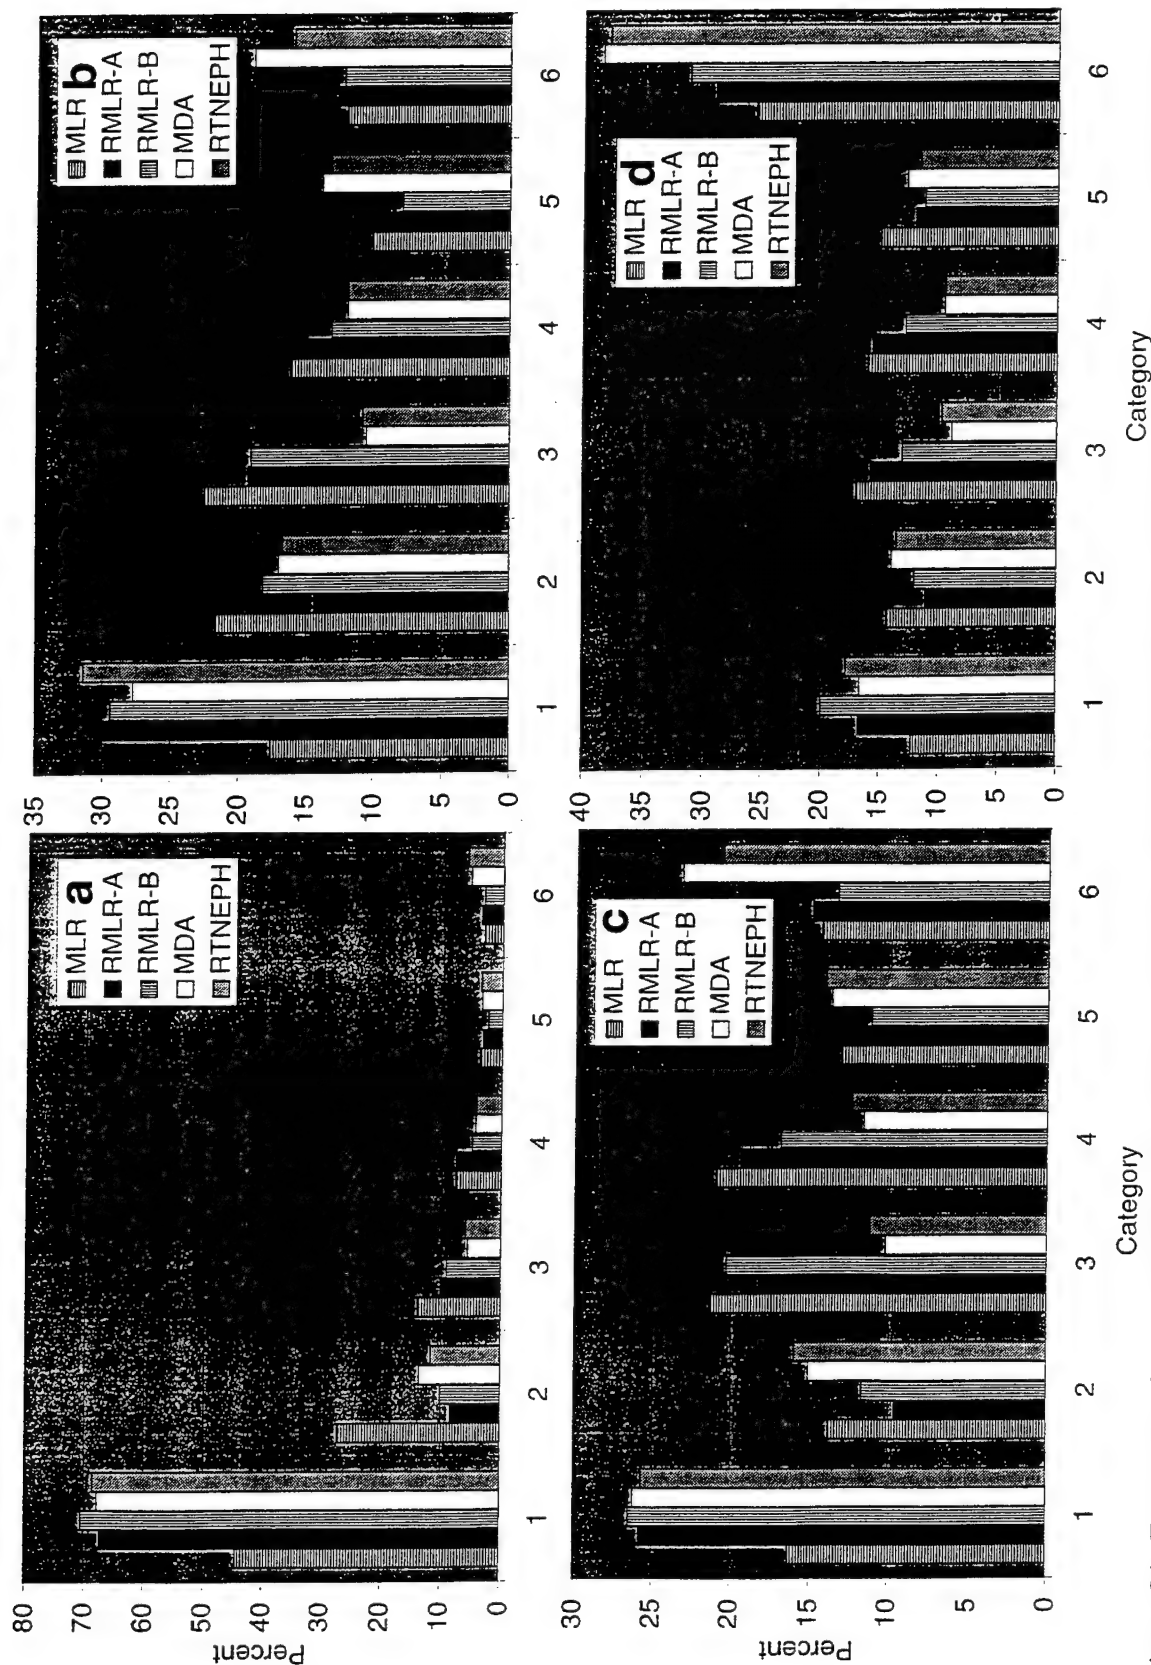 80
70
60
50
40
30
20
10
0
Percent
1
2
3
4
5
6
MLR a
RMLR-A
RMLR-B
MDA
RTNEPH
35
30
25
20
15
10
5
0
1
2
3
4
5
6
MLR b
RMLR-A
RMLR-B
MDA
RTNEPH
30
25
20
15
10
5
0
Percent
1
2
3
4
5
6
Category
MLR c
RMLR-A
RMLR-B
MDA
RTNEPH
40
35
30
25
20
15
10
5
0
1
2
3
4
5
6
Category
MLR d
RMLR-A
RMLR-B
MDA
RTNEPH